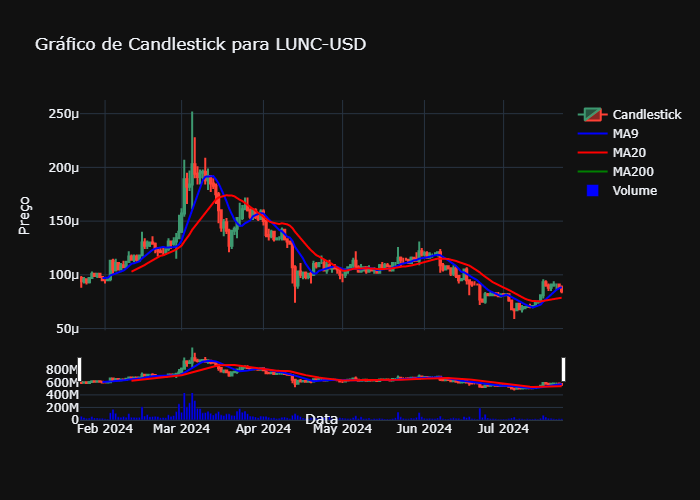 Gráfico de Candlestick para LUNC-USD
250μ
200μ
150μ
100μ
50μ
Preço
Candlestick
MA9
MA20
MA200
Volume
800M
600M
400M
200M
0
Feb 2024
Mar 2024
Apr 2024
May 2024
Jun 2024
Jul 2024
Data